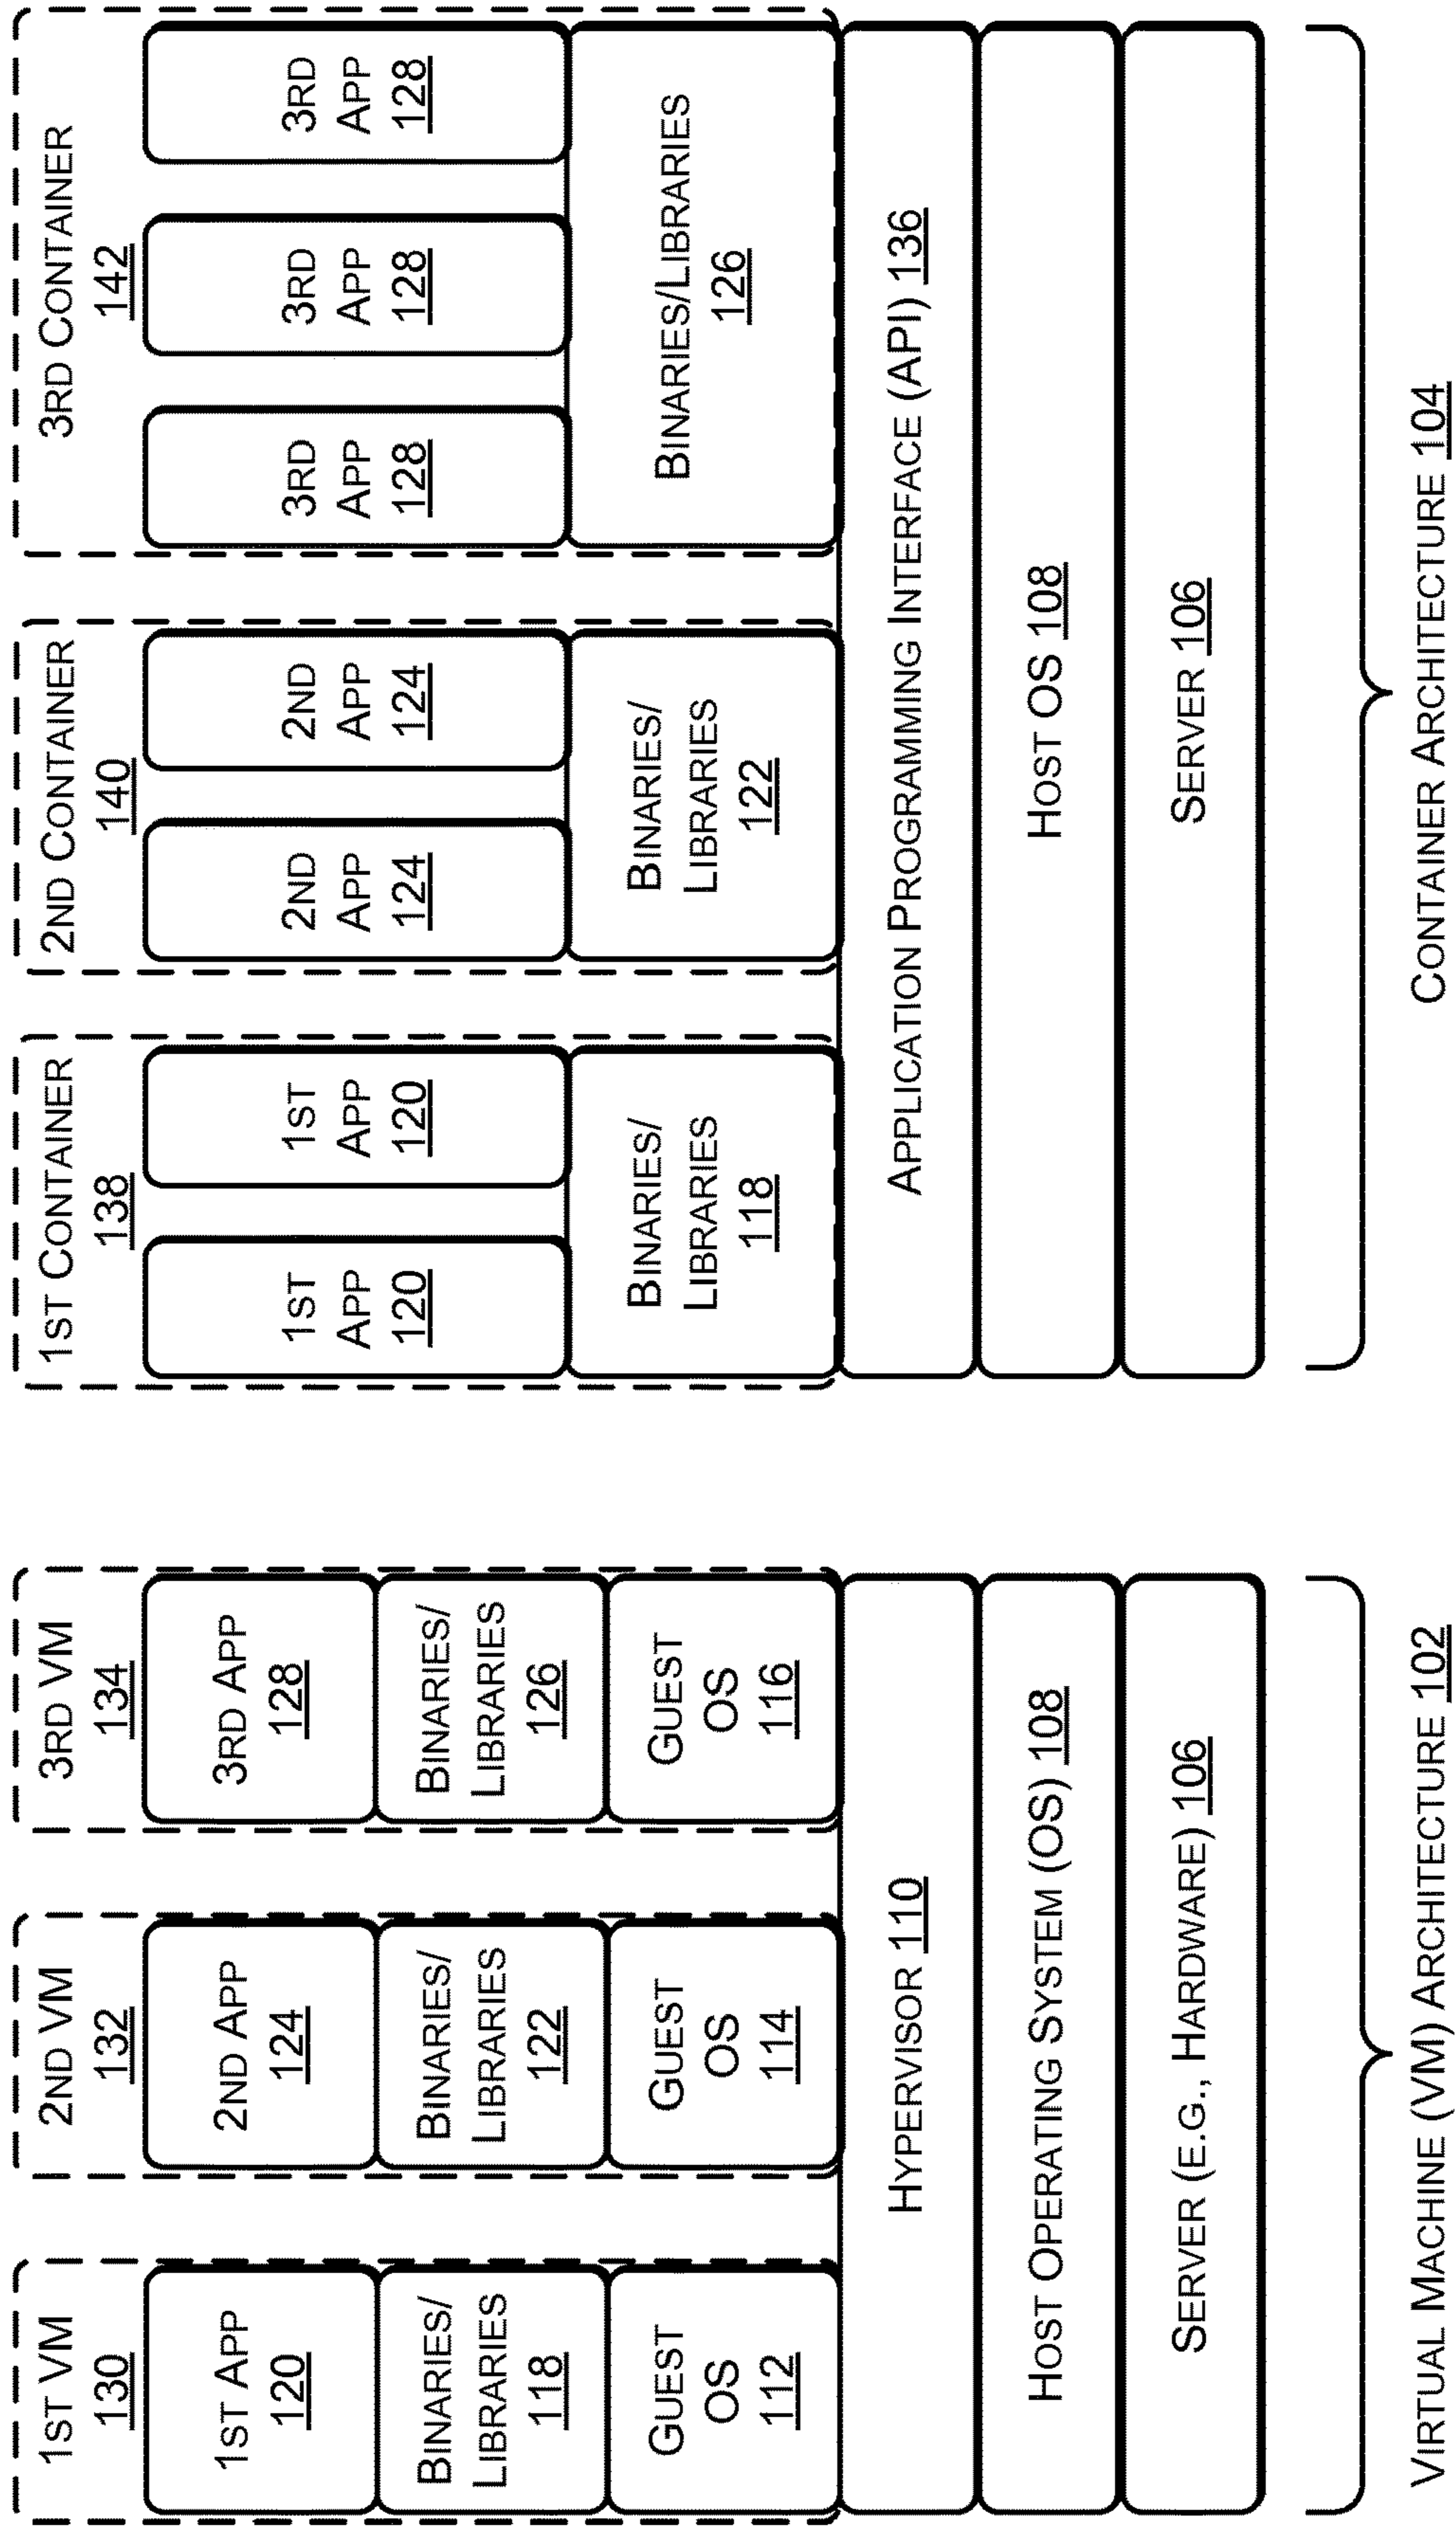 1ST VM
130
1ST APP
120
BINARIES/
LIBRARIES
118
GUEST
OS
112
2ND VM
132
2ND APP
124
BINARIES/
LIBRARIES
122
GUEST
OS
114
3RD VM
134
3RD APP
128
BINARIES/
LIBRARIES
126
GUEST
OS
116
HYPERVISOR 110
HOST OPERATING SYSTEM (OS) 108
SERVER (E.G., HARDWARE) 106
VIRTUAL MACHINE (VM) ARCHITECTURE 102
1ST CONTAINER
138
1ST
APP
120
1ST
APP
120
BINARIES/
LIBRARIES
118
2ND CONTAINER
140
2ND
APP
124
2ND
APP
124
BINARIES/
LIBRARIES
122
3RD CONTAINER
142
3RD
APP
128
3RD
APP
128
3RD
APP
128
BINARIES/LIBRARIES
126
APPLICATION PROGRAMMING INTERFACE (API) 136
HOST OS 108
SERVER 106
CONTAINER ARCHITECTURE 104